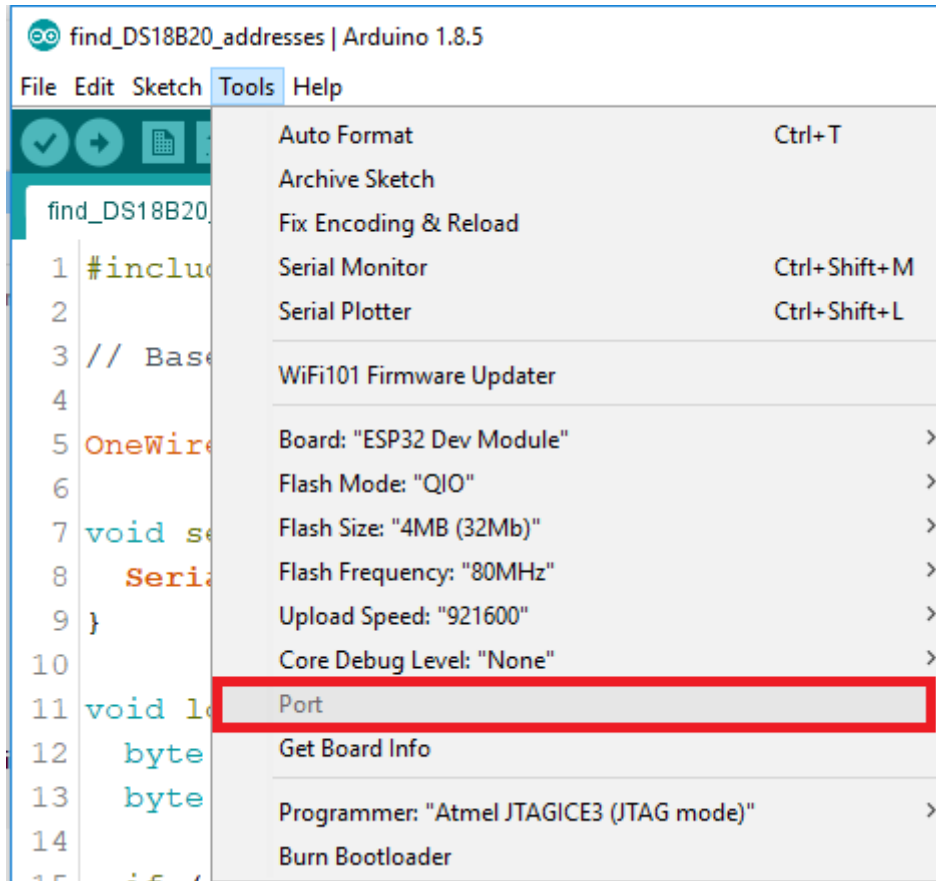 find_DS18B20_addresses | Arduino 1.8.5
File Edit Sketch Tools Help
Auto Format Ctrl+T
Archive Sketch
find_DS18B20_
Fix Encoding & Reload
1 #includ
Serial Monitor Ctrl+Shift+M
2
Serial Plotter Ctrl+Shift+L
3 // Base
WiFi101 Firmware Updater
4
5 OneWire
Board: "ESP32 Dev Module"
6
Flash Mode: "QIO"
7 void se
Flash Size: "4MB (32Mb)"
8 Seria
Flash Frequency: "80MHz"
9 }
Upload Speed: "921600"
10
Core Debug Level: "None"
11 void lo
Port
12 byte
Get Board Info
13 byte
Programmer: "Atmel JTAGICE3 (JTAG mode)"
14
Burn Bootloader